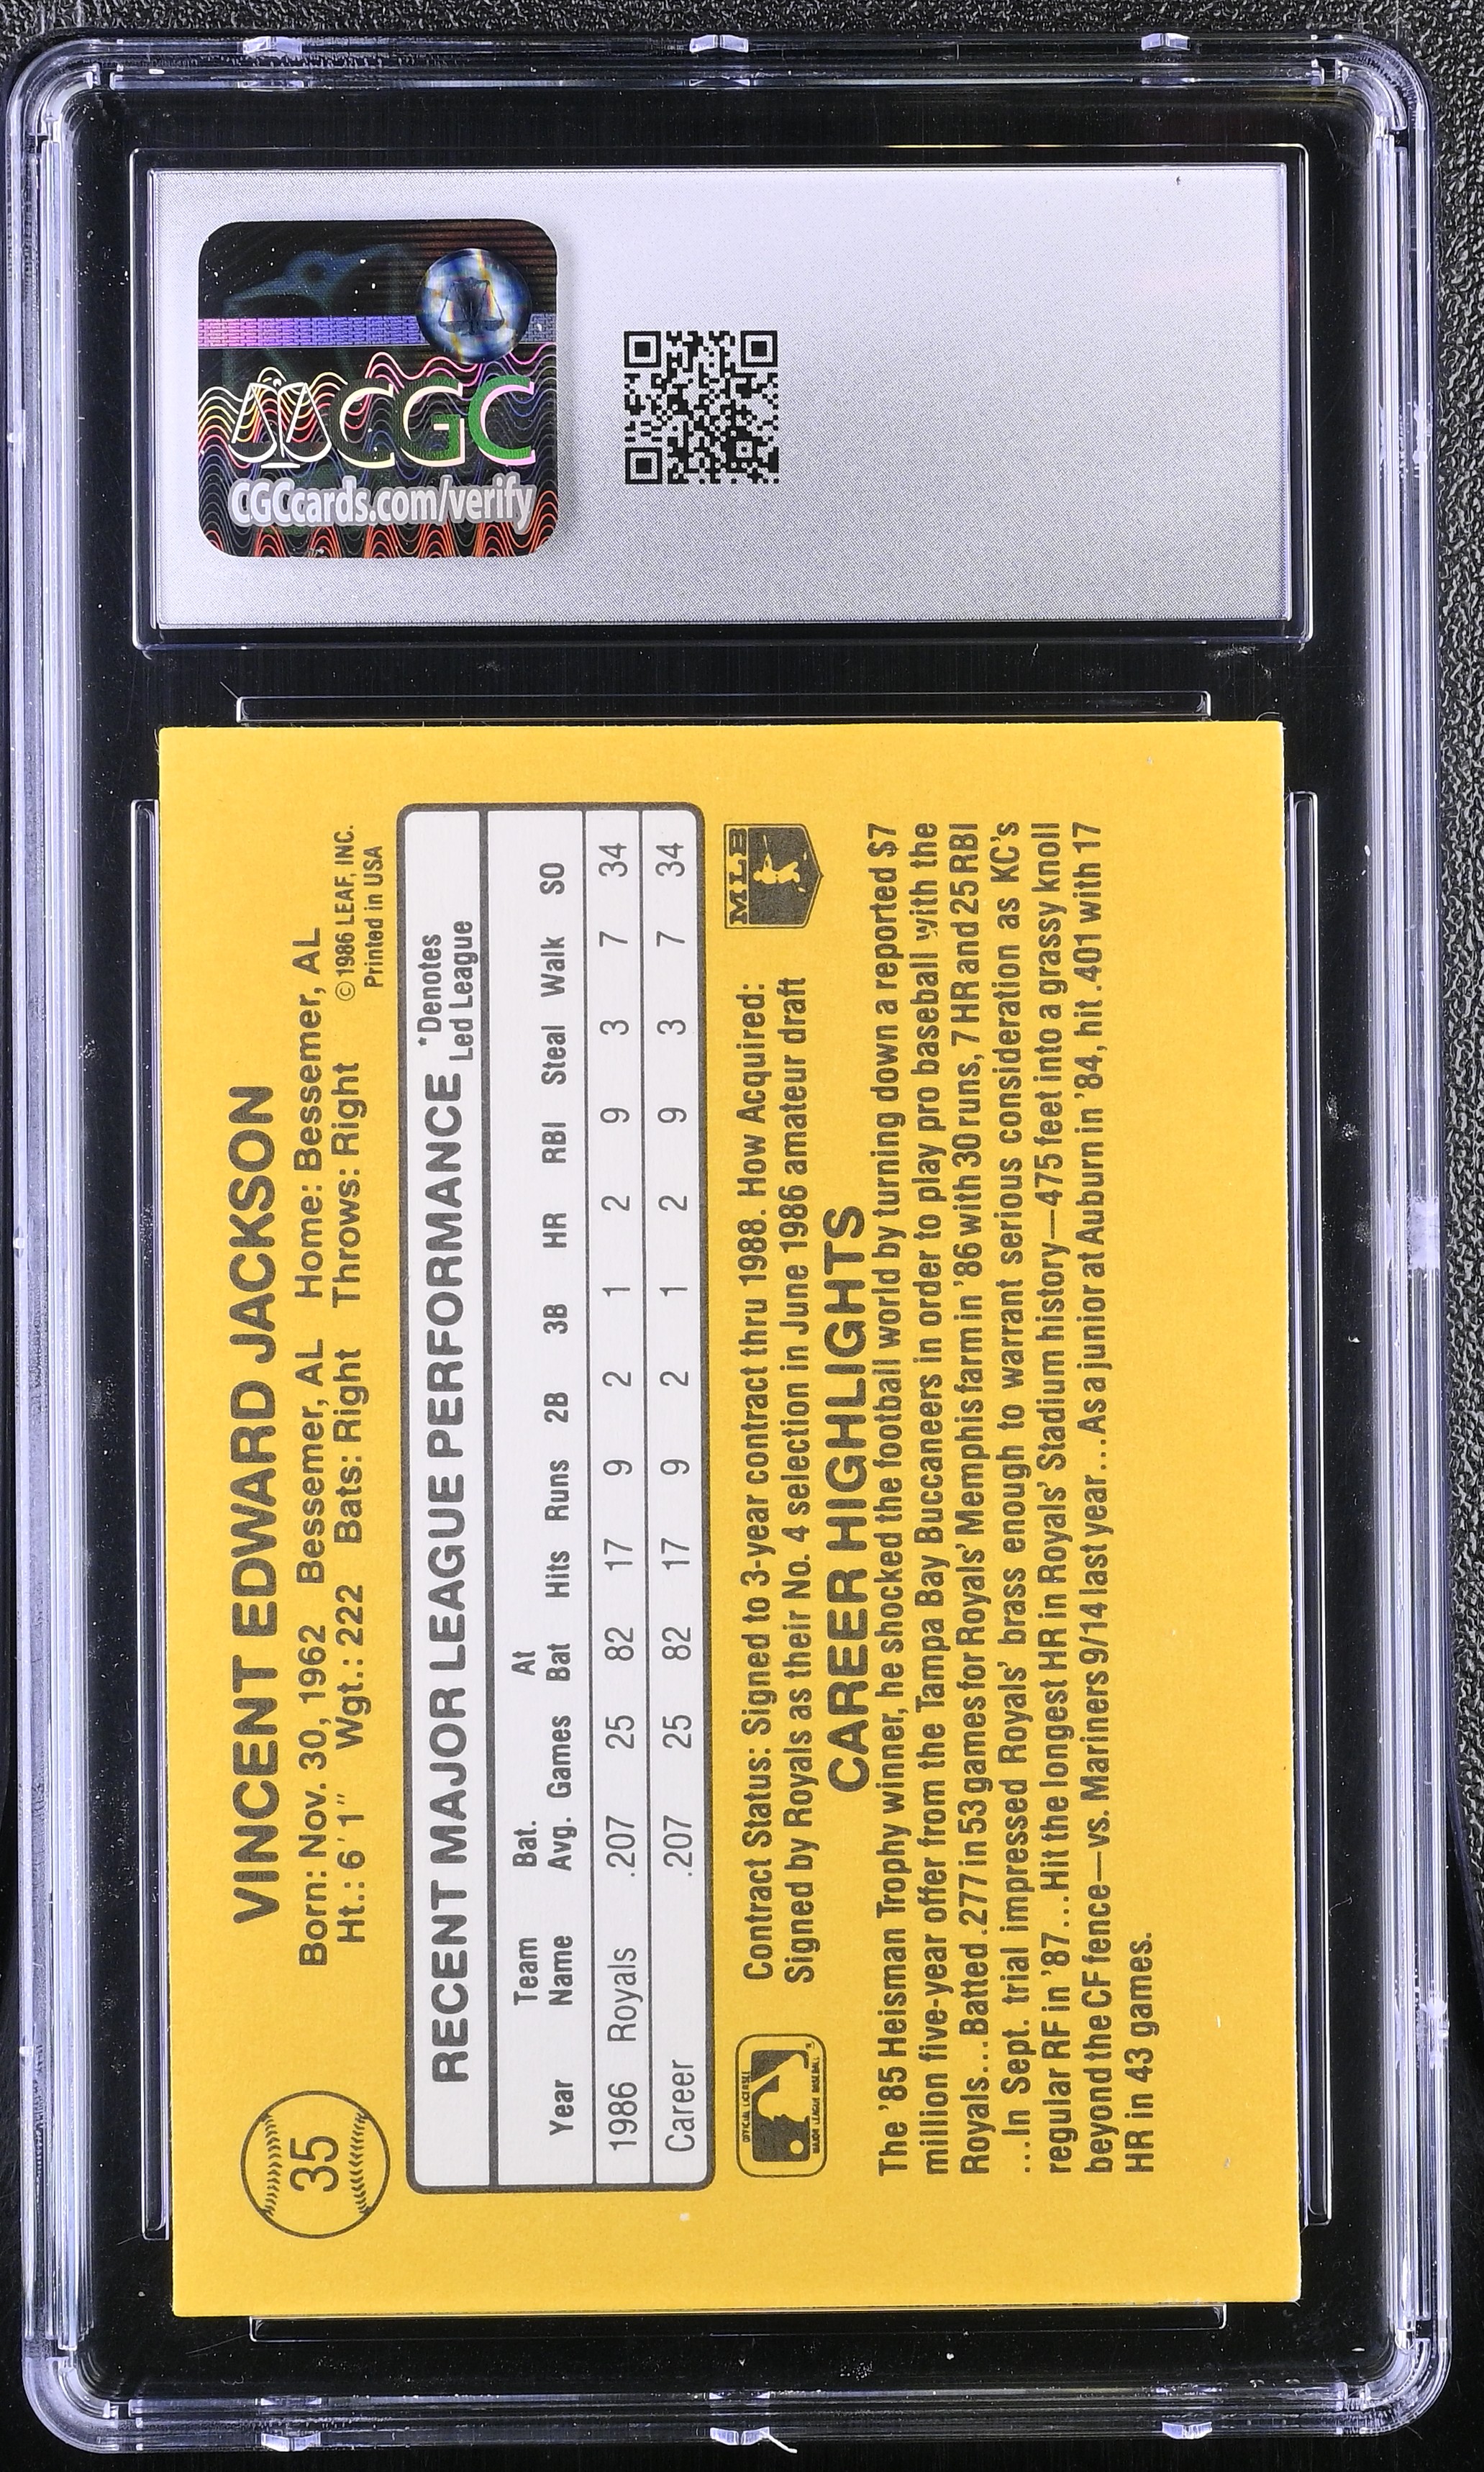 CGC
CGCcards.com/verify
35
VINCENT EDWARD JACKSON
Born: Nov. 30, 1962 Bessemer, AL Home: Bessemer, AL
Ht.: 6'1" Wgt.: 222 Bats: Right Throws: Right
© 1986 LEAF, INC.
Printed in USA
RECENT MAJOR LEAGUE PERFORMANCE
*Denotes
Led League
Year Team Name Bat. Avg. Games At Bat Hits Runs 2B 3B HR RBI Steal Walk SO
1986 Royals .207 25 82 17 9 2 1 2 9 3 7 34
Career .207 25 82 17 9 2 1 2 9 3 7 34
OFFICIAL LICENSEE
MAJOR LEAGUE BASEBALL
Contract Status: Signed to 3-year contract thru 1988. How Acquired:
Signed by Royals as their No. 4 selection in June 1986 amateur draft
MLB
CAREER HIGHLIGHTS
The '85 Heisman Trophy winner, he shocked the football world by turning down a reported $7
million five-year offer from the Tampa Bay Buccaneers in order to play pro baseball with the
Royals...Batted .277 in 53 games for Royals' Memphis farm in '86 with 30 runs, 7 HR and 25 RBI
...In Sept. trial impressed Royals' brass enough to warrant serious consideration as KC's
regular RF in '87...Hit the longest HR in Royals' Stadium history—475 feet into a grassy knoll
beyond the CF fence—vs. Mariners 9/14 last year...As a junior at Auburn in '84, hit .401 with 17
HR in 43 games.